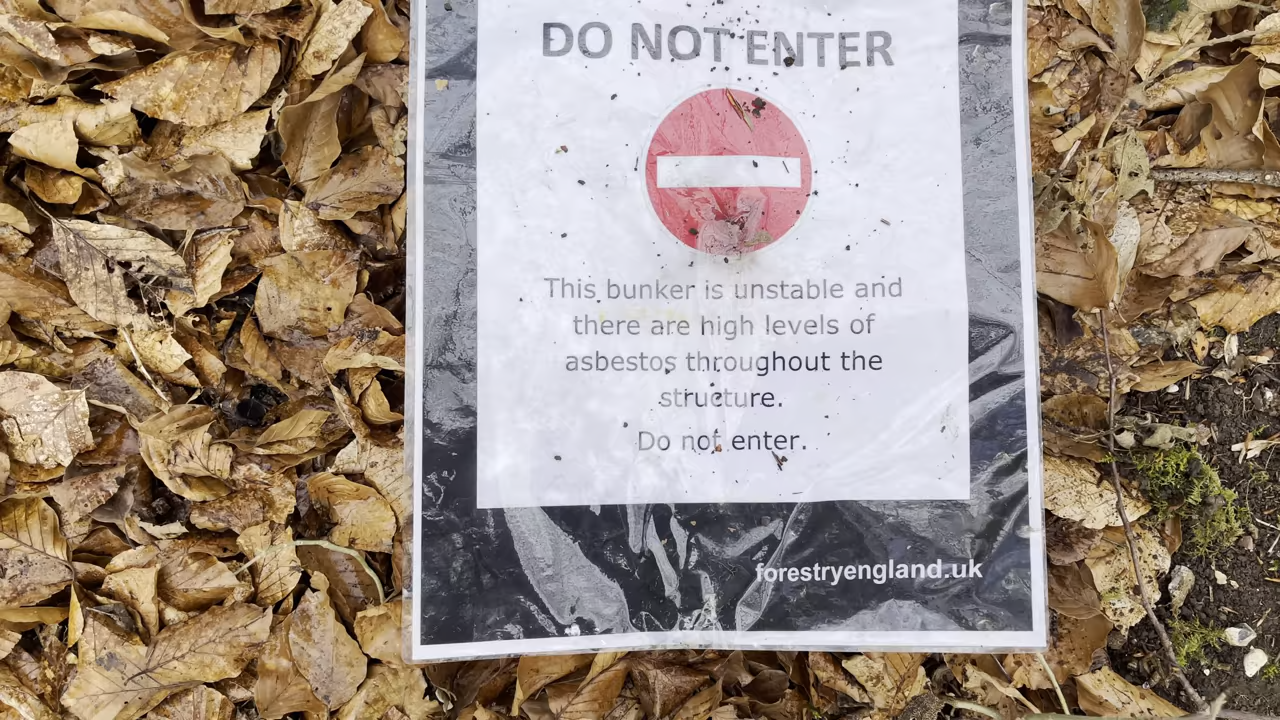 DO NOT ENTER
This bunker is unstable and
there are high levels of
asbestos throughout the
structure.
Do not enter.
forestryengland.uk